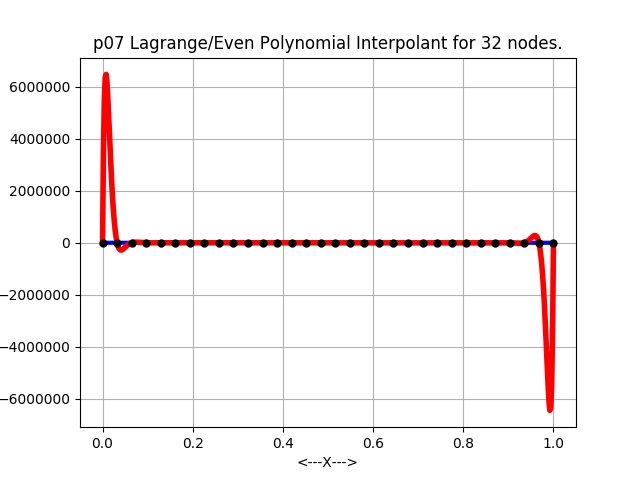 p07 Lagrange/Even Polynomial Interpolant for 32 nodes.
6000000
4000000
2000000
0
−2000000
−4000000
−6000000
0.0 0.2 0.4 0.6 0.8 1.0
<---X--->